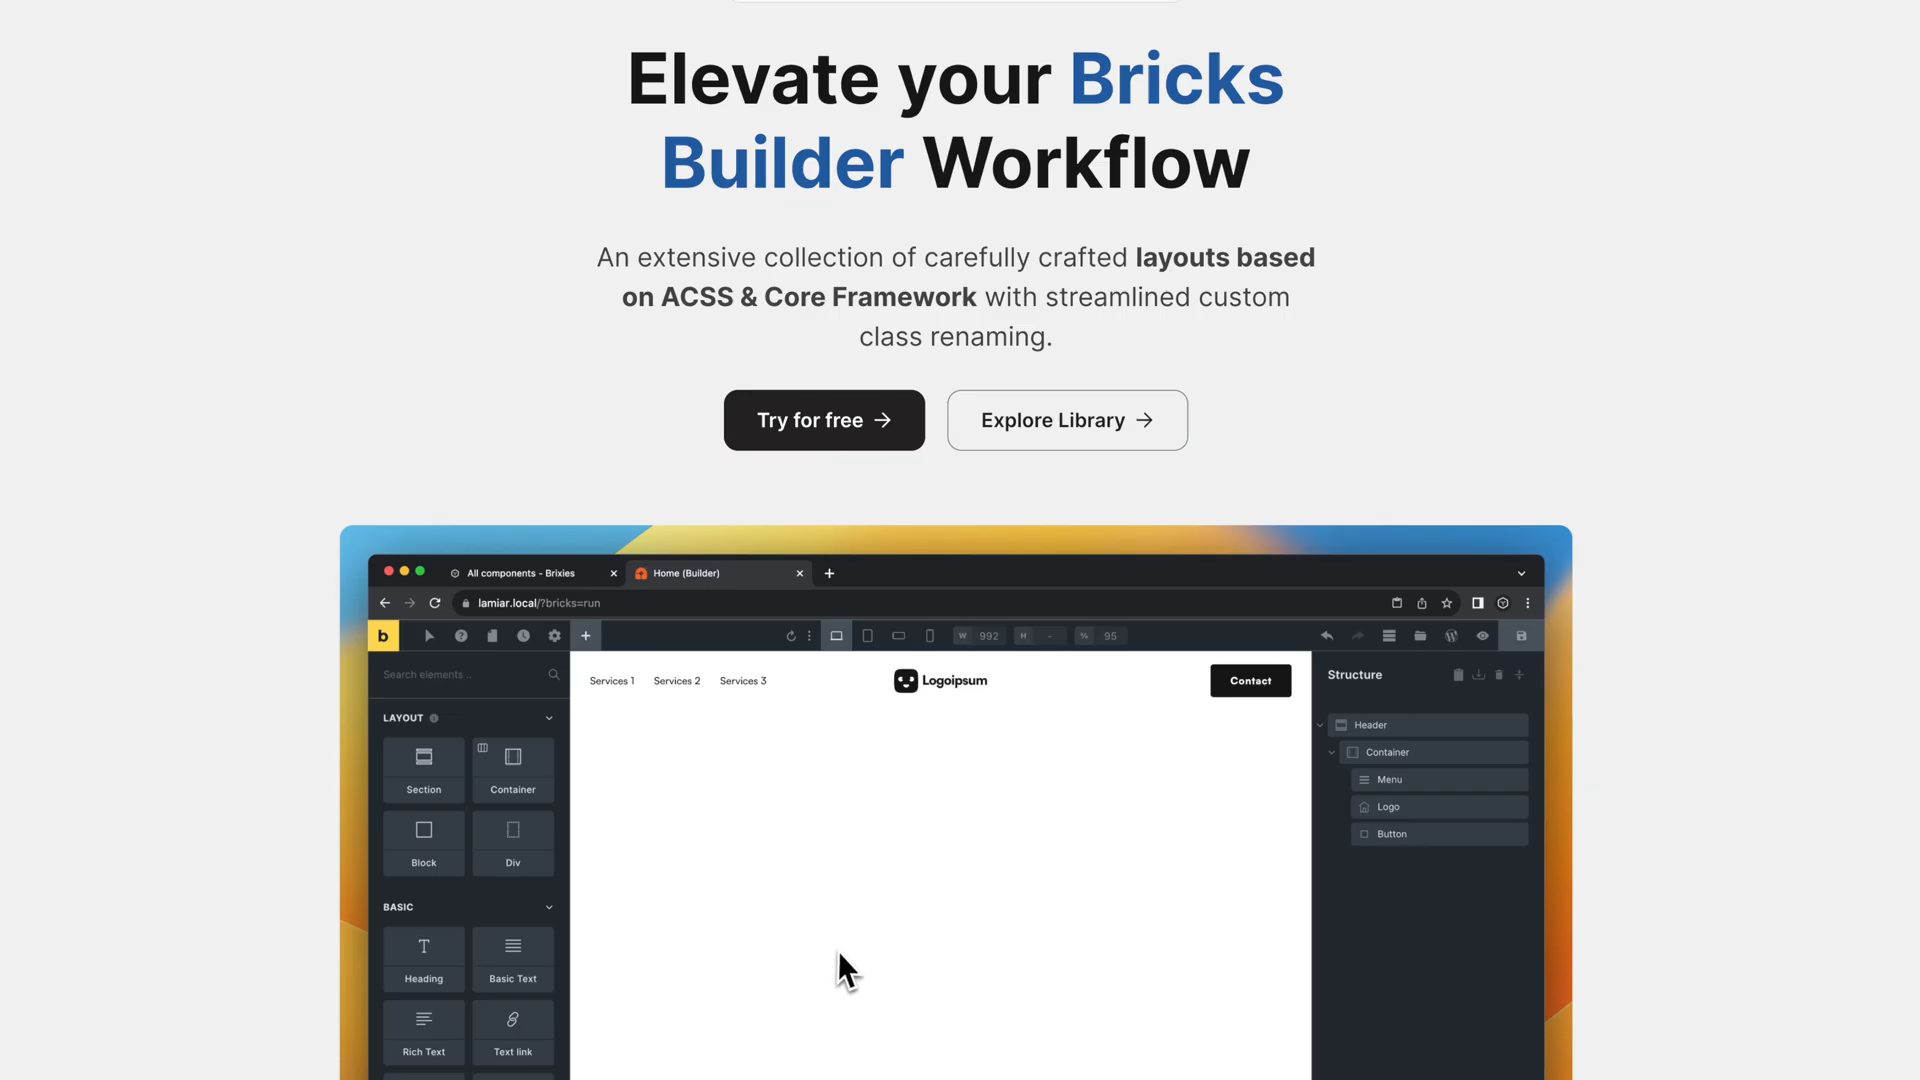 Elevate your Bricks
Builder Workflow
An extensive collection of carefully crafted layouts based
on ACSS & Core Framework with streamlined custom
class renaming.
Try for free
Explore Library
All components - Brixies
Home (Builder)
lamiar.local/?bricks=run
b
W 992 H - % 95
Search elements ..
Services 1 Services 2 Services 3
Logoipsum
Contact
Structure
LAYOUT
Section Container
Block Div
BASIC
Heading Basic Text
Rich Text Text link
Header
Container
Menu
Logo
Button